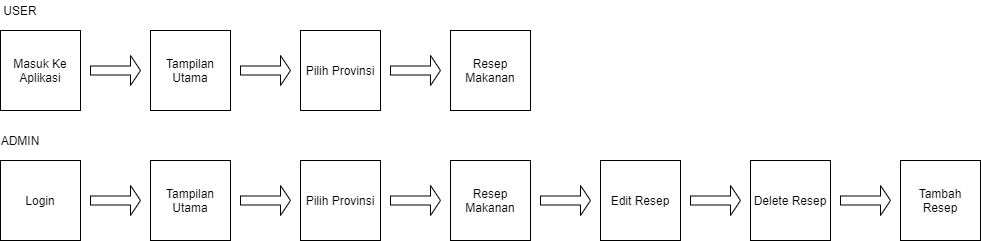 USER
Masuk Ke
Aplikasi
Tampilan
Utama
Pilih Provinsi
Resep
Makanan
ADMIN
Login
Tampilan
Utama
Pilih Provinsi
Resep
Makanan
Edit Resep
Delete Resep
Tambah
Resep